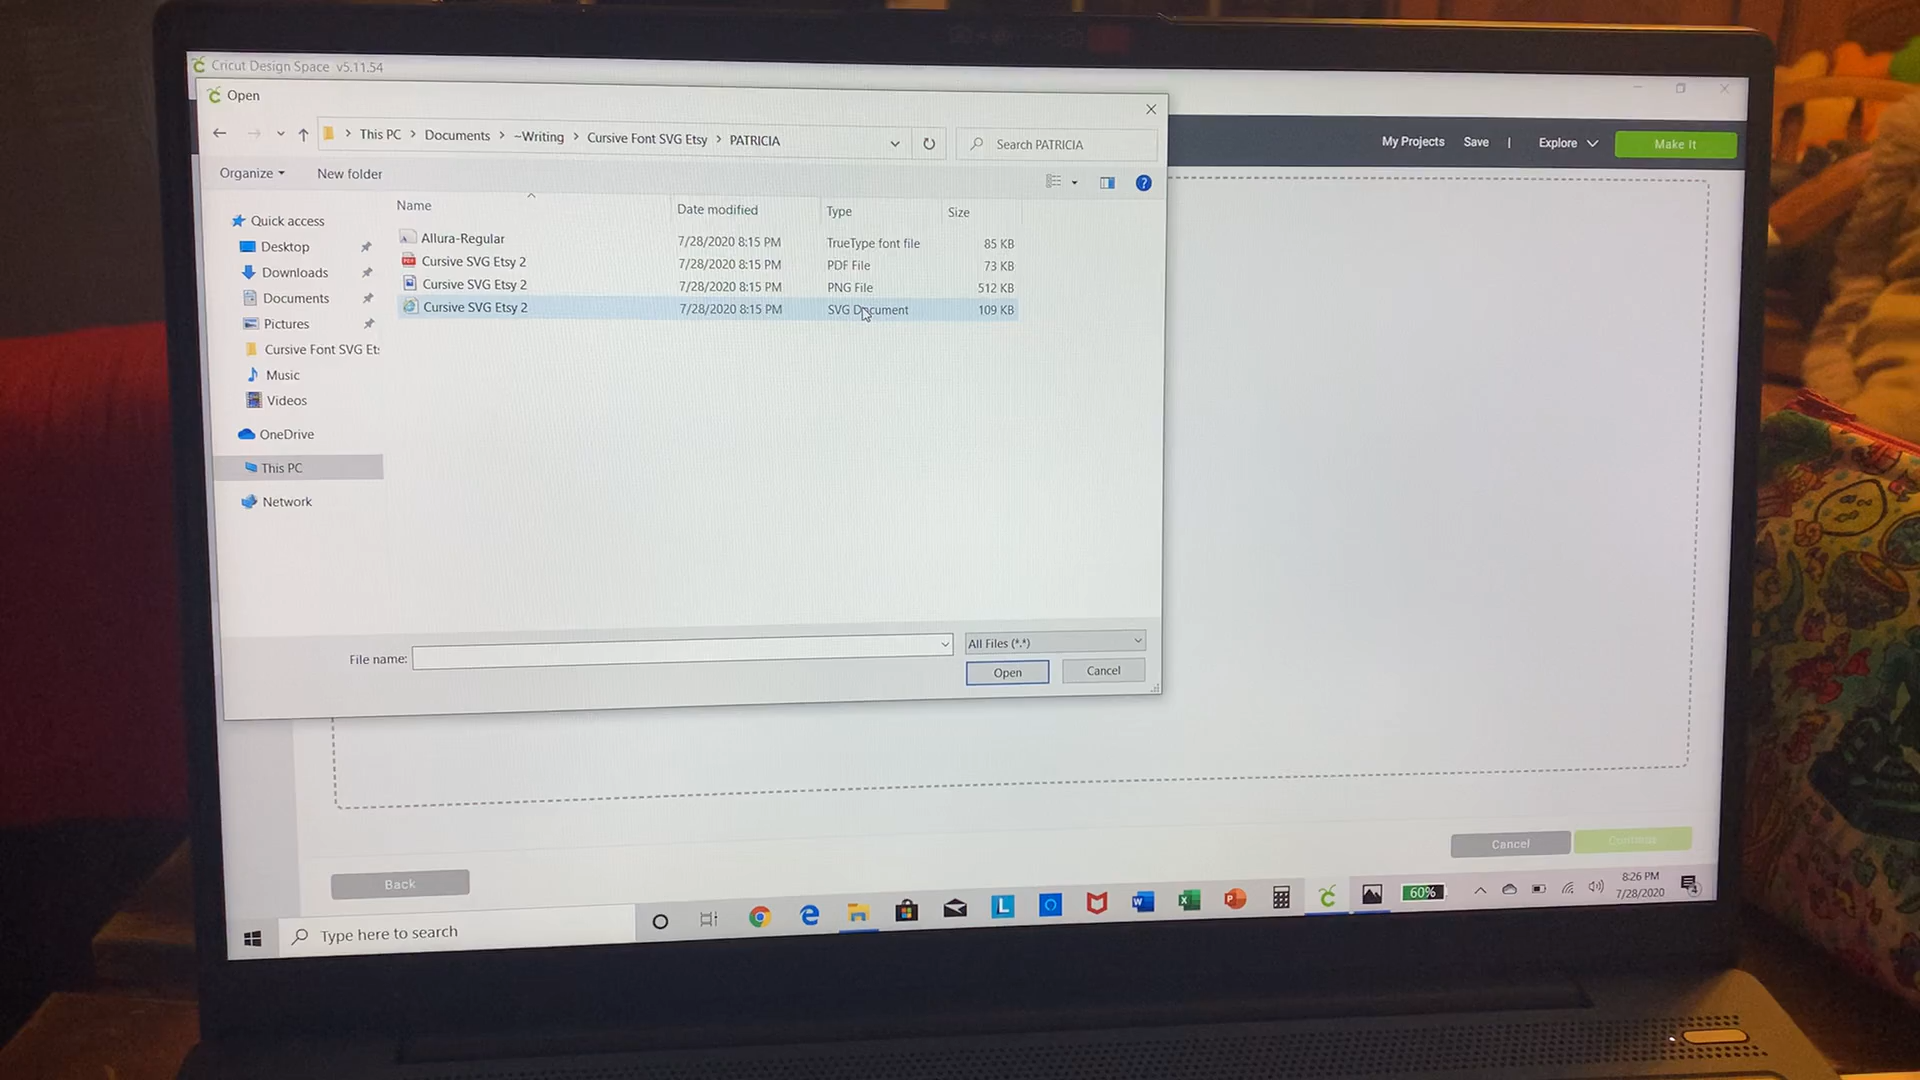 Cricut Design Space v5.11.54
Open
This PC > Documents > ~Writing > Cursive Font SVG Etsy > PATRICIA
Search PATRICIA
My Projects Save | Explore Make It
Organize New folder
Name Date modified Type Size
Quick access
Desktop
Downloads
Documents
Pictures
Cursive Font SVG Ets
Music
Videos
OneDrive
This PC
Network
Allura-Regular 7/28/2020 8:15 PM TrueType font file 85 KB
Cursive SVG Etsy 2 7/28/2020 8:15 PM PDF File 73 KB
Cursive SVG Etsy 2 7/28/2020 8:15 PM PNG File 512 KB
Cursive SVG Etsy 2 7/28/2020 8:15 PM SVG Document 109 KB
File name: All Files (*.*)
Open Cancel
Cancel Continue
Back
Type here to search
60%
8:26 PM
7/28/2020